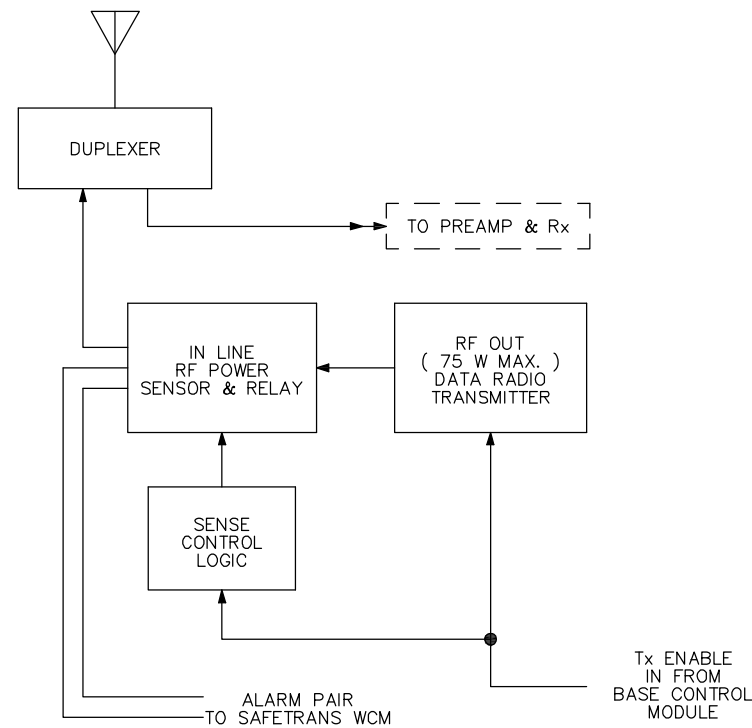 DUPLEXER
TO PREAMP & Rx
IN LINE
RF POWER
SENSOR & RELAY
RF OUT
( 75 W MAX. )
DATA RADIO
TRANSMITTER
SENSE
CONTROL
LOGIC
Tx ENABLE
IN FROM
BASE CONTROL
MODULE
ALARM PAIR
TO SAFETRANS WCM